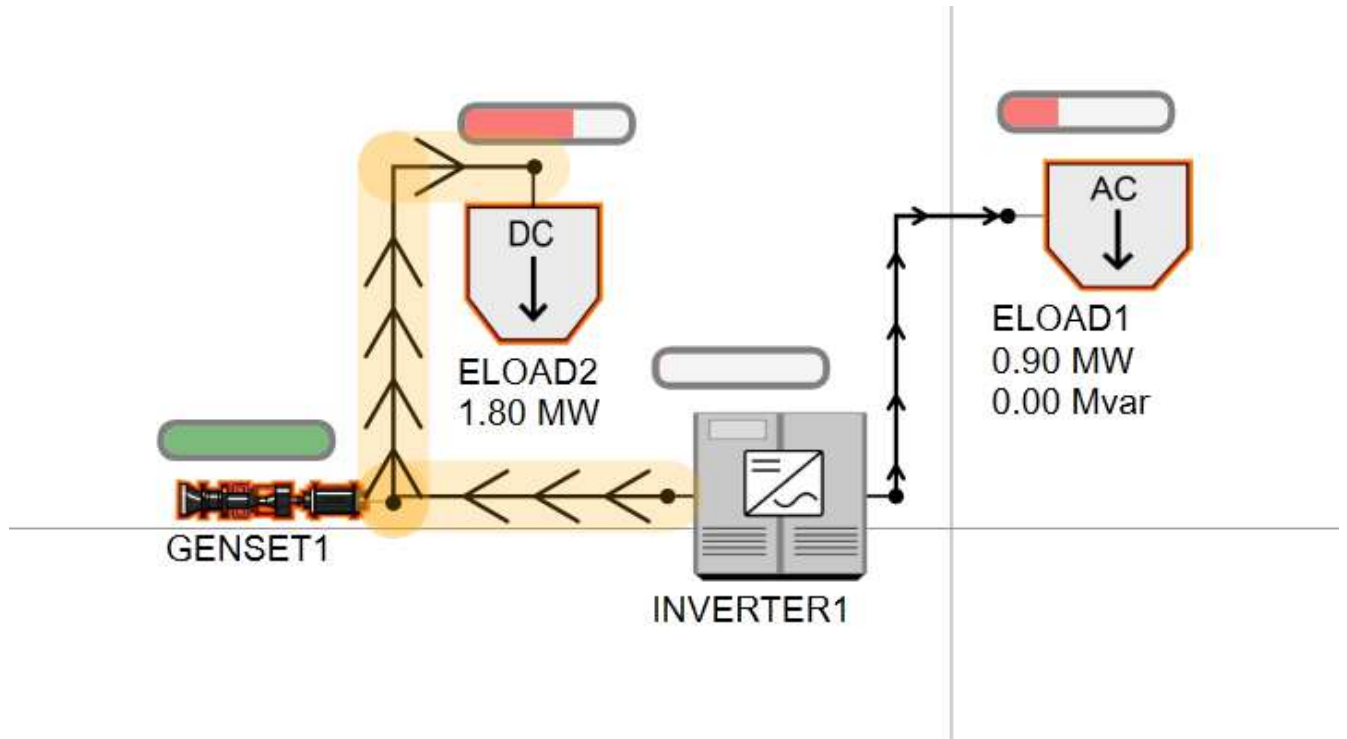 AC
DC
ELOAD1
0.90 MW
0.00 Mvar
ELOAD2
1.80 MW
GENSET1
INVERTER1